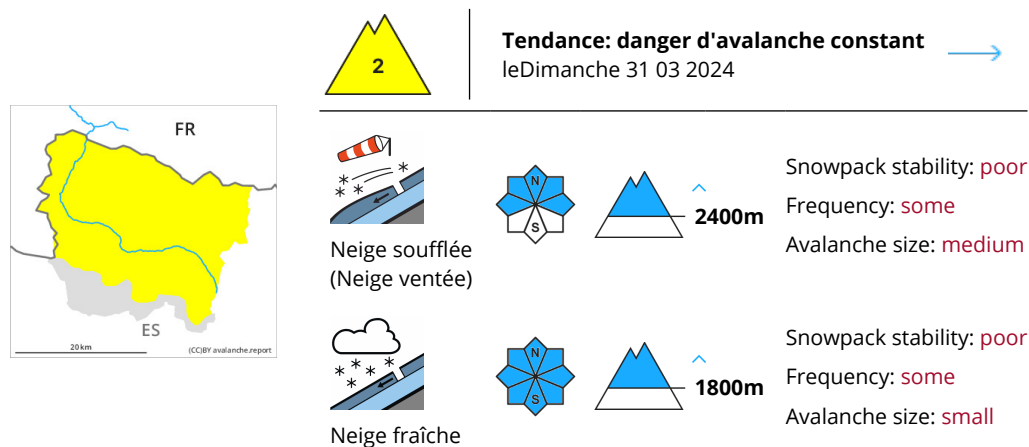 2
Tendance: danger d'avalanche constant
leDimanche 31 03 2024
FR
ES
20 km
(CC)BY avalanche.report
Neige soufflée
(Neige ventée)
N
S
2400m
Snowpack stability: poor
Frequency: some
Avalanche size: medium
Neige fraîche
N
S
1800m
Snowpack stability: poor
Frequency: some
Avalanche size: small